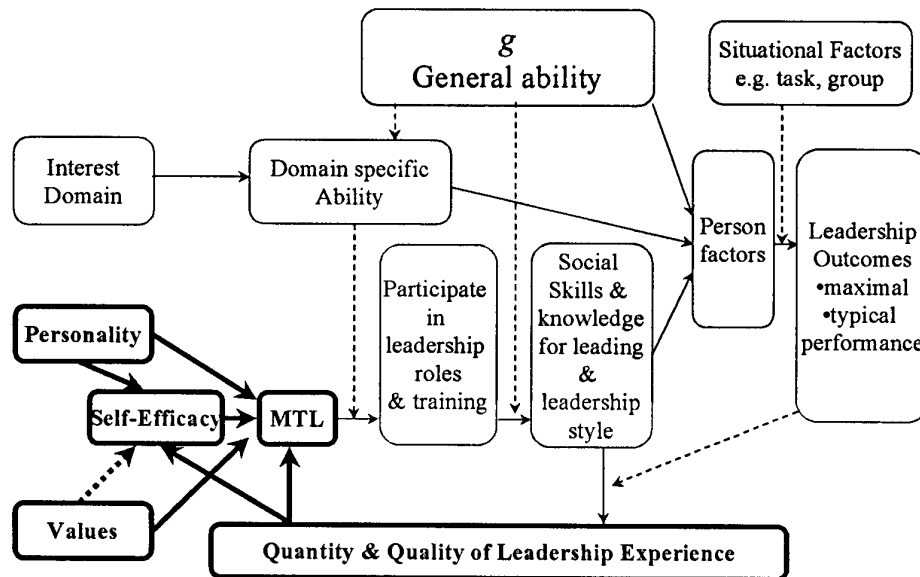 g
General ability
Situational Factors
e.g. task, group
Interest
Domain
Domain specific
Ability
Person
factors
Leadership
Outcomes
•maximal
•typical
performance
Participate
in
leadership
roles
& training
Social
Skills &
knowledge
for leading
&
leadership
style
Personality
Self-Efficacy
MTL
Values
Quantity & Quality of Leadership Experience